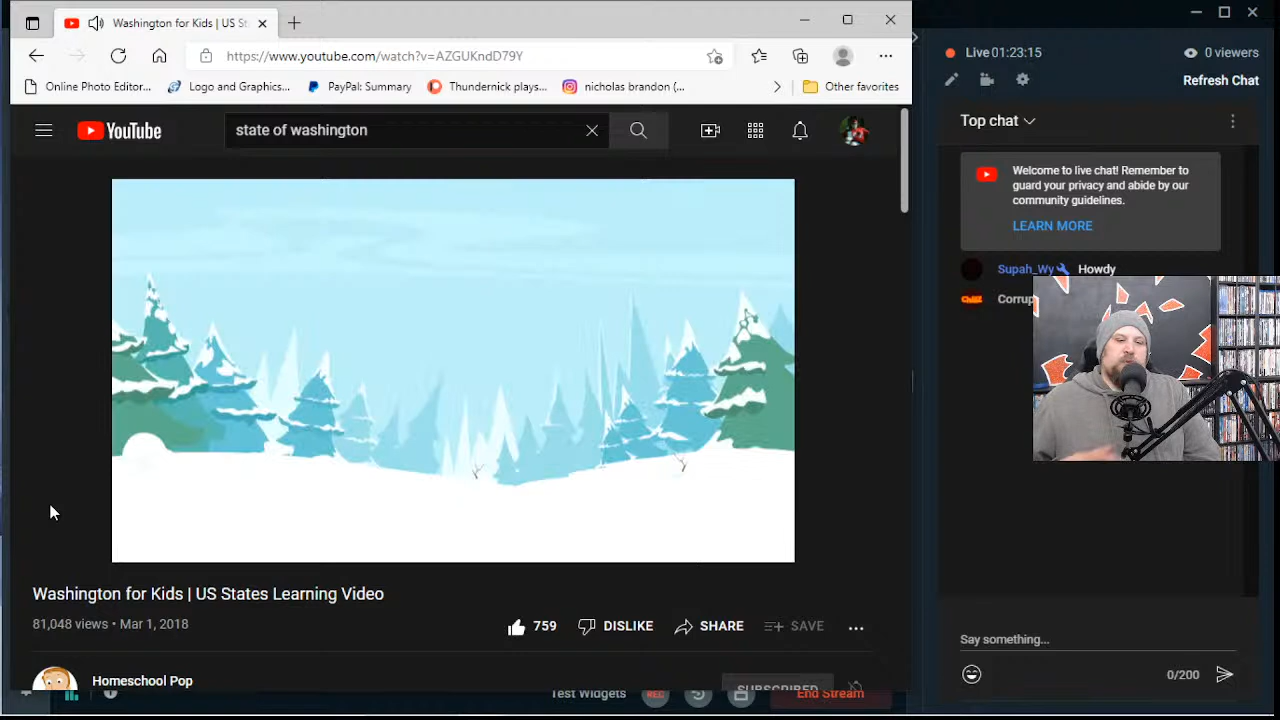 Washington for Kids | US St
https://www.youtube.com/watch?v=AZGUKndD79Y
Online Photo Editor... Logo and Graphics... PayPal: Summary Thundernick plays... nicholas brandon (... Other favorites
YouTube
state of washington
Washington for Kids | US States Learning Video
81,048 views • Mar 1, 2018
759 DISLIKE SHARE SAVE
Homeschool Pop
SUBSCRIBED
Test Widgets REC End Stream
Live 01:23:15 0 viewers
Refresh Chat
Top chat
Welcome to live chat! Remember to
guard your privacy and abide by our
community guidelines.
LEARN MORE
Supah_Wy Howdy
Corrup
Say something...
0/200